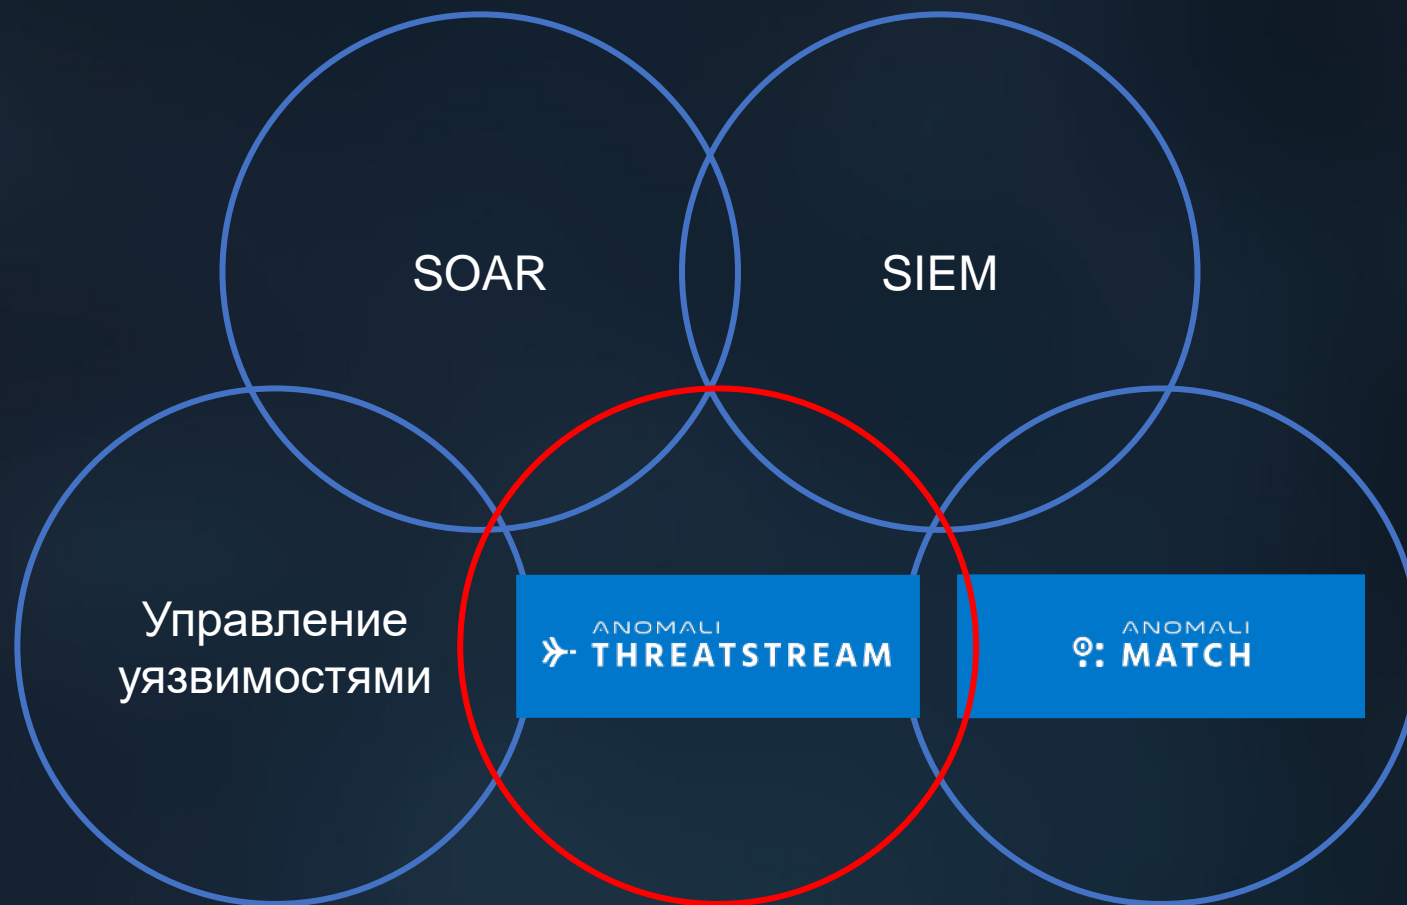 SOAR
SIEM
Управление
уязвимостями
ANOMALI
THREATSTREAM
ANOMALI
MATCH